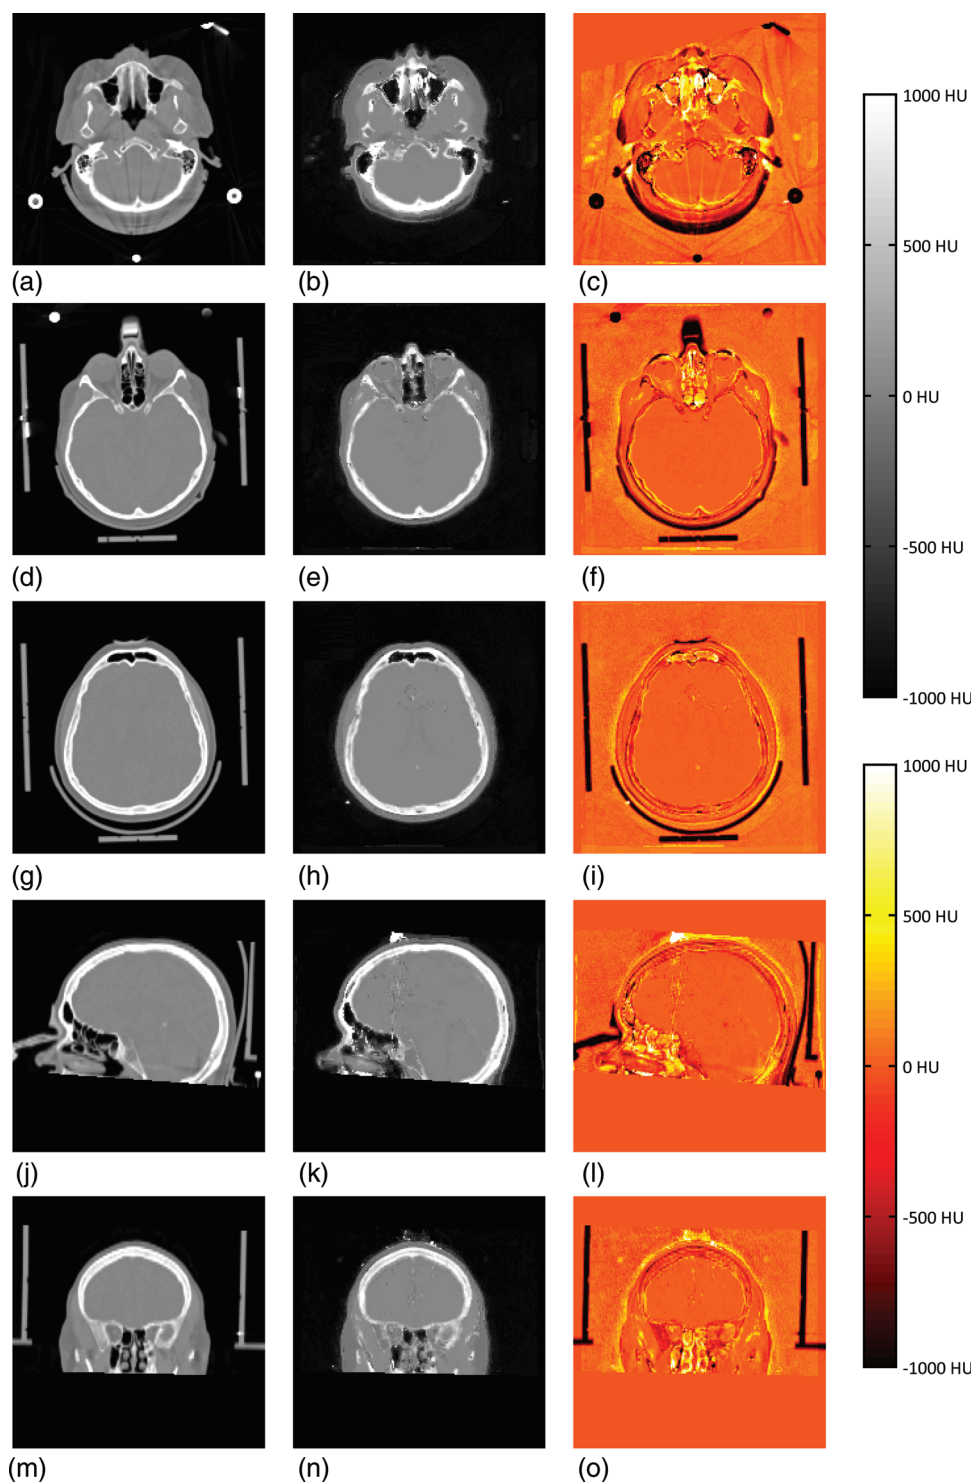 1000 HU
500 HU
0 HU
-500 HU
-1000 HU
(a) (b) (c)
(d) (e) (f)
1000 HU
500 HU
0 HU
-500 HU
-1000 HU
(g) (h) (i)
(j) (k) (l)
(m) (n) (o)